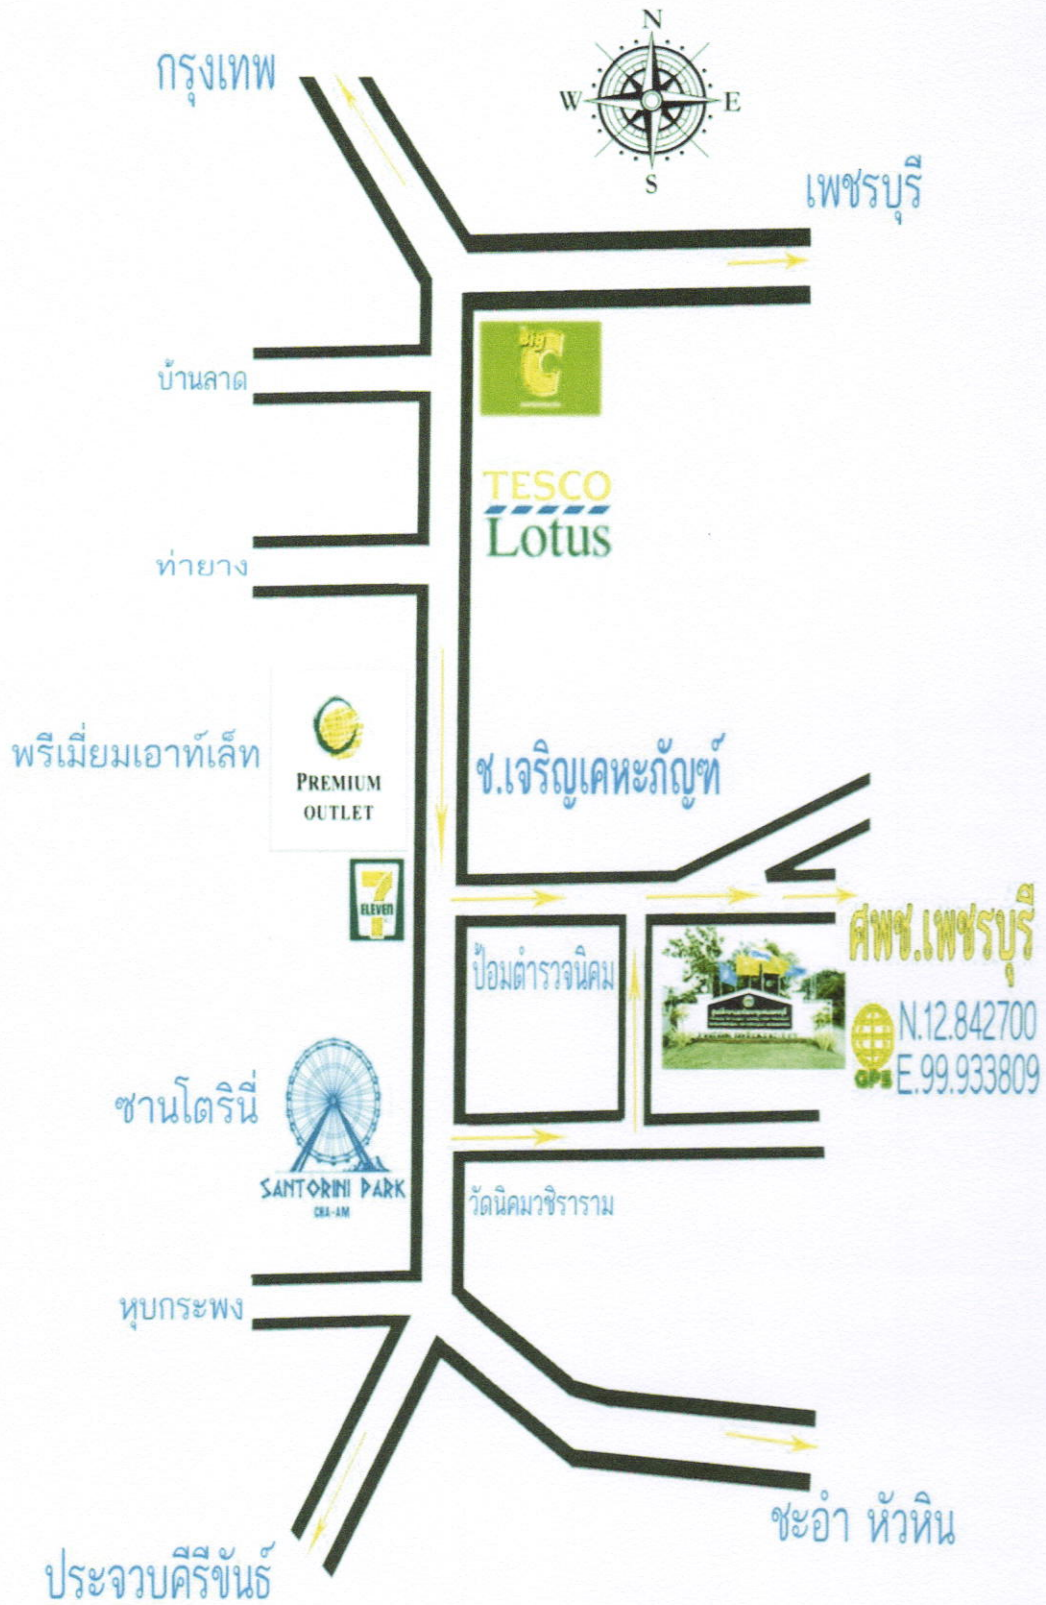 N
กรุงเทพ
W
E
S
เพชรบุรี
Big
C
บ้านลาด
TESCO
Lotus
ท่ายาง
พรีเมี่ยมเอาท์เล็ท
PREMIUM
OUTLET
ช.เจริญเคหะภัญฑ์
7
ELEVEN
ศพช.เพชรบุรี
ป้อมตำรวจนิคม
N.12.842700
GPS
E.99.933809
ซานโตรินี่
SANTORINI PARK
CHA-AM
วัดนิคมวชิราราม
หุบกระพง
ชะอำ หัวหิน
ประจวบคีรีขันธ์